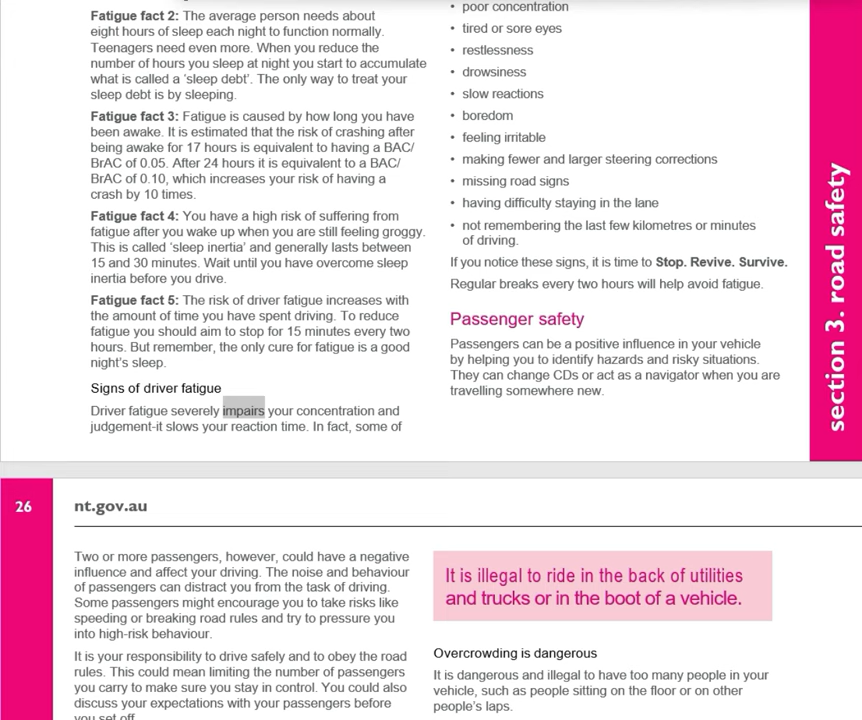 Fatigue fact 2: The average person needs about
eight hours of sleep each night to function normally.
Teenagers need even more. When you reduce the
number of hours you sleep at night you start to accumulate
what is called a 'sleep debt'. The only way to treat your
sleep debt is by sleeping.
Fatigue fact 3: Fatigue is caused by how long you have
been awake. It is estimated that the risk of crashing after
being awake for 17 hours is equivalent to having a BAC/
BrAC of 0.05. After 24 hours it is equivalent to a BAC/
BrAC of 0.10, which increases your risk of having a
crash by 10 times.
Fatigue fact 4: You have a high risk of suffering from
fatigue after you wake up when you are still feeling groggy.
This is called 'sleep inertia' and generally lasts between
15 and 30 minutes. Wait until you have overcome sleep
inertia before you drive.
Fatigue fact 5: The risk of driver fatigue increases with
the amount of time you have spent driving. To reduce
fatigue you should aim to stop for 15 minutes every two
hours. But remember, the only cure for fatigue is a good
night's sleep.
Signs of driver fatigue
Driver fatigue severely impairs your concentration and
judgement-it slows your reaction time. In fact, some of
• poor concentration
• tired or sore eyes
• restlessness
• drowsiness
• slow reactions
• boredom
• feeling irritable
• making fewer and larger steering corrections
• missing road signs
• having difficulty staying in the lane
• not remembering the last few kilometres or minutes
of driving.
If you notice these signs, it is time to Stop. Revive. Survive.
Regular breaks every two hours will help avoid fatigue.
Passenger safety
Passengers can be a positive influence in your vehicle
by helping you to identify hazards and risky situations.
They can change CDs or act as a navigator when you are
travelling somewhere new.
section 3. road safety
26
nt.gov.au
Two or more passengers, however, could have a negative
influence and affect your driving. The noise and behaviour
of passengers can distract you from the task of driving.
Some passengers might encourage you to take risks like
speeding or breaking road rules and try to pressure you
into high-risk behaviour.
It is your responsibility to drive safely and to obey the road
rules. This could mean limiting the number of passengers
you carry to make sure you stay in control. You could also
discuss your expectations with your passengers before
you set off.
It is illegal to ride in the back of utilities
and trucks or in the boot of a vehicle.
Overcrowding is dangerous
It is dangerous and illegal to have too many people in your
vehicle, such as people sitting on the floor or on other
people's laps.